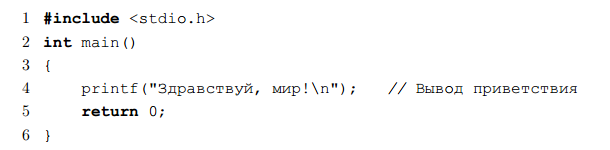 1 #include <stdio.h>
2 int main()
3 {
4     printf("Здравствуй, мир!\n");   // Вывод приветствия
5     return 0;
6 }